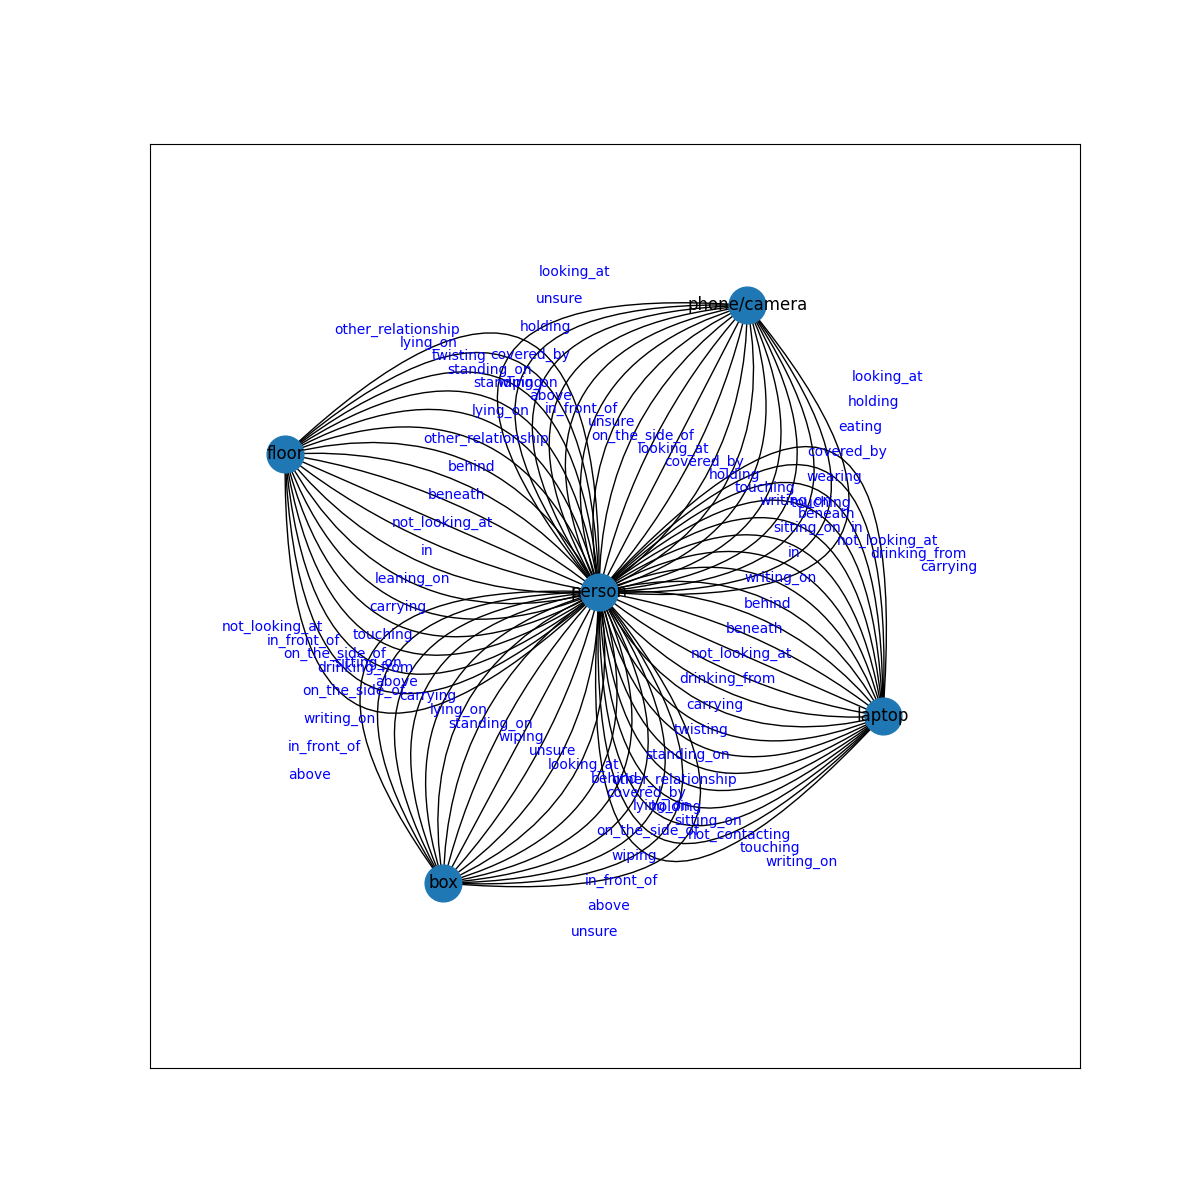 looking_at
unsure
phone/camera
holding
other_relationship
lying_on
twisting
covered_by
standing_on
looking_at
standing_on
wiping
above
holding
in_front_of
lying_on
unsure
eating
on_the_side_of
other_relationship
looking_at
covered_by
floor
covered_by
behind
holding
wearing
touching
beneath
writing_on
touching
beneath
not_looking_at
sitting_on
in
not_looking_at
in
in
drinking_from
carrying
leaning_on
writing_on
person
carrying
behind
not_looking_at
beneath
touching
in_front_of
on_the_side_of
not_looking_at
sitting_on
drinking_from
drinking_from
above
on_the_side_of
carrying
carrying
lying_on
writing_on
laptop
standing_on
twisting
wiping
in_front_of
unsure
standing_on
looking_at
above
behind
other_relationship
covered_by
lying_on
holding
sitting_on
on_the_side_of
not_contacting
touching
wiping
writing_on
in_front_of
box
above
unsure